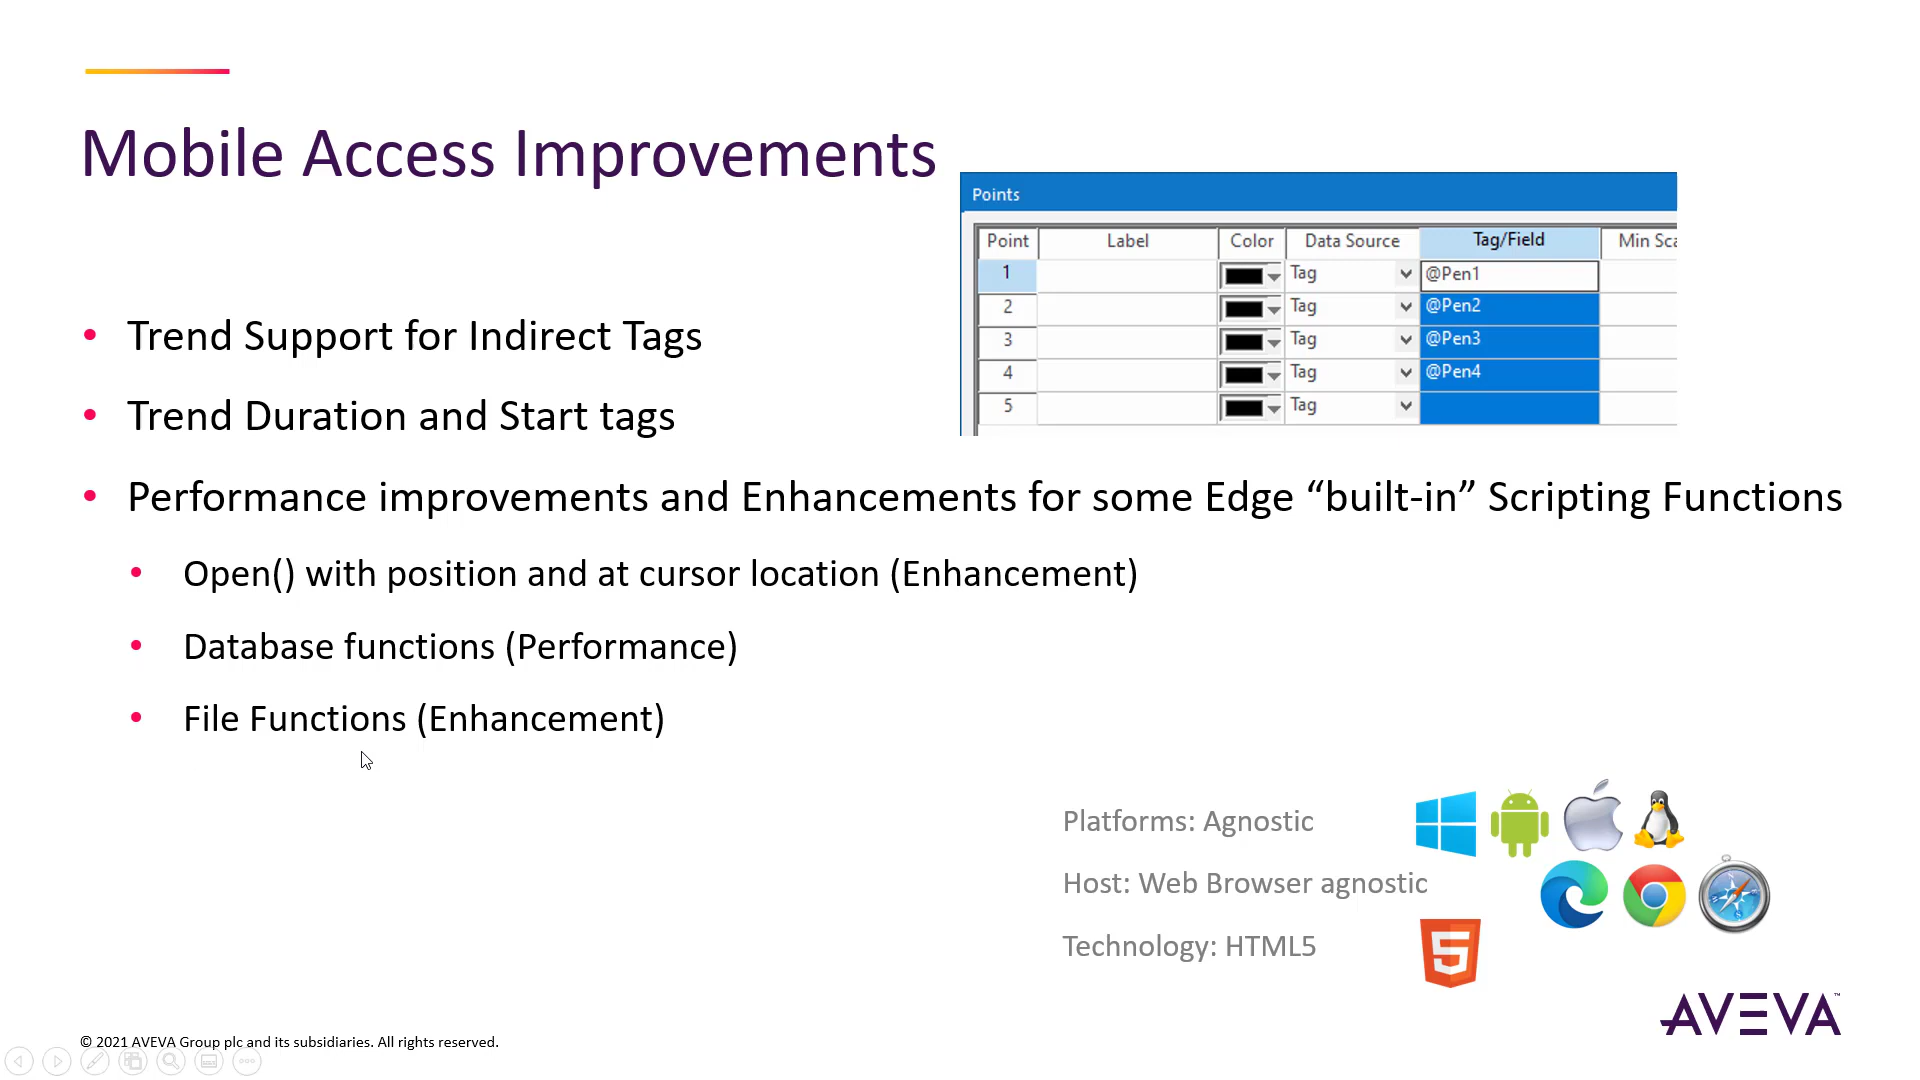 Mobile Access Improvements
Points
Point Label Color Data Source Tag/Field Min Sca
1 Tag @Pen1
2 Tag @Pen2
3 Tag @Pen3
4 Tag @Pen4
5 Tag
• Trend Support for Indirect Tags
• Trend Duration and Start tags
• Performance improvements and Enhancements for some Edge “built-in” Scripting Functions
• Open() with position and at cursor location (Enhancement)
• Database functions (Performance)
• File Functions (Enhancement)
Platforms: Agnostic
Host: Web Browser agnostic
Technology: HTML5
5
AVEVA™
© 2021 AVEVA Group plc and its subsidiaries. All rights reserved.